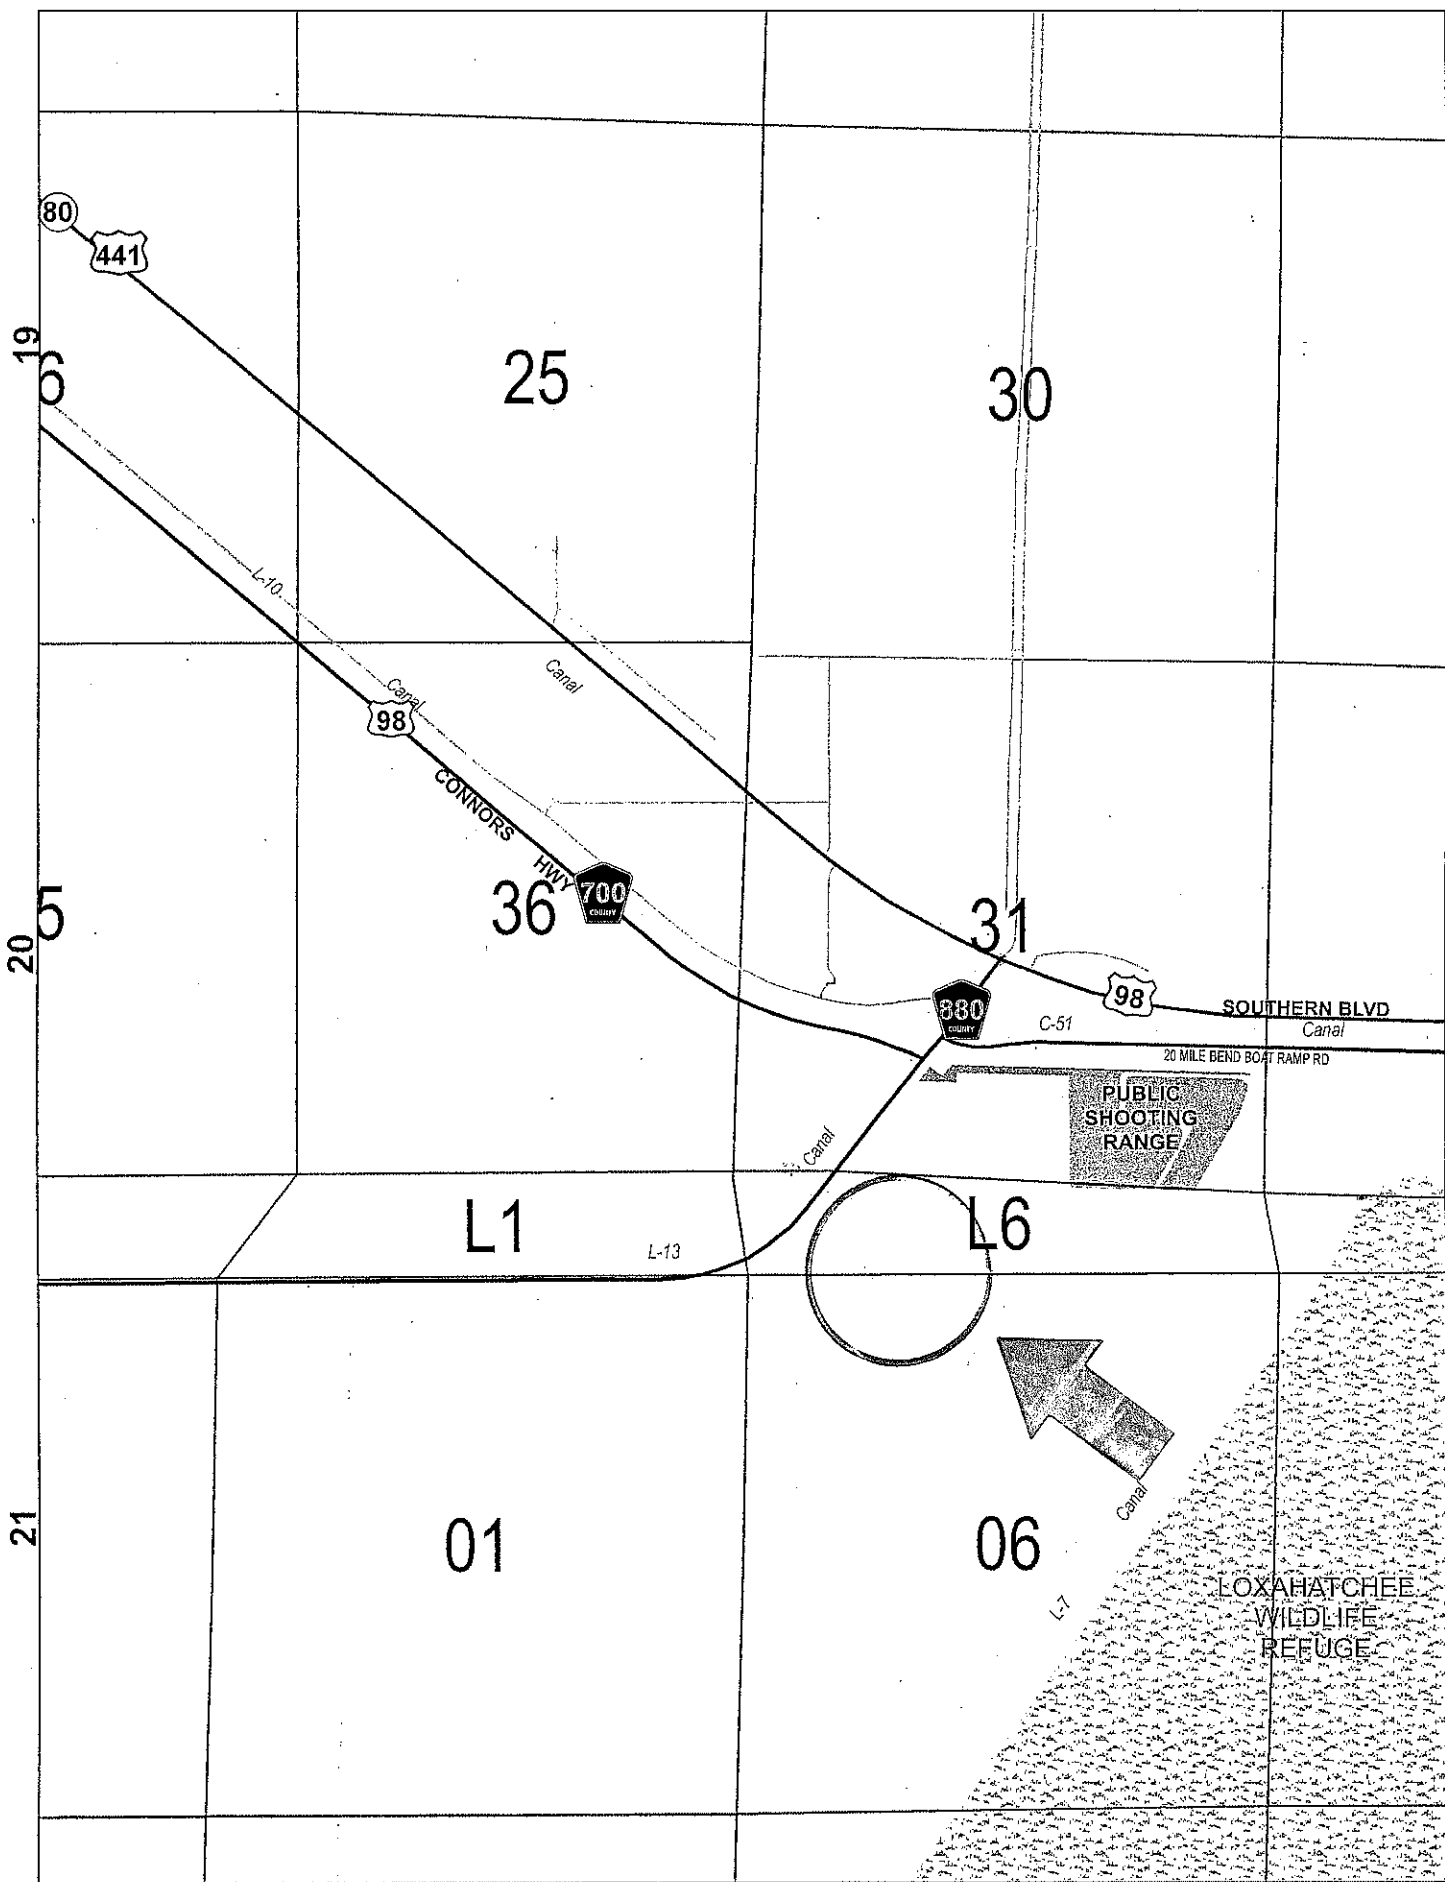 80
441
19
6
25
30
L-10
Canal
Canal
98
CONNORS
HWY
700
COUNTY
36
5
20
31
880
COUNTY
98
SOUTHERN BLVD
C-51
Canal
20 MILE BEND BOAT RAMP RD
PUBLIC
SHOOTING
RANGE
Canal
L1
L6
L-13
21
01
06
Canal
L-7
LOXAHATCHEE
WILDLIFE
REFUGE